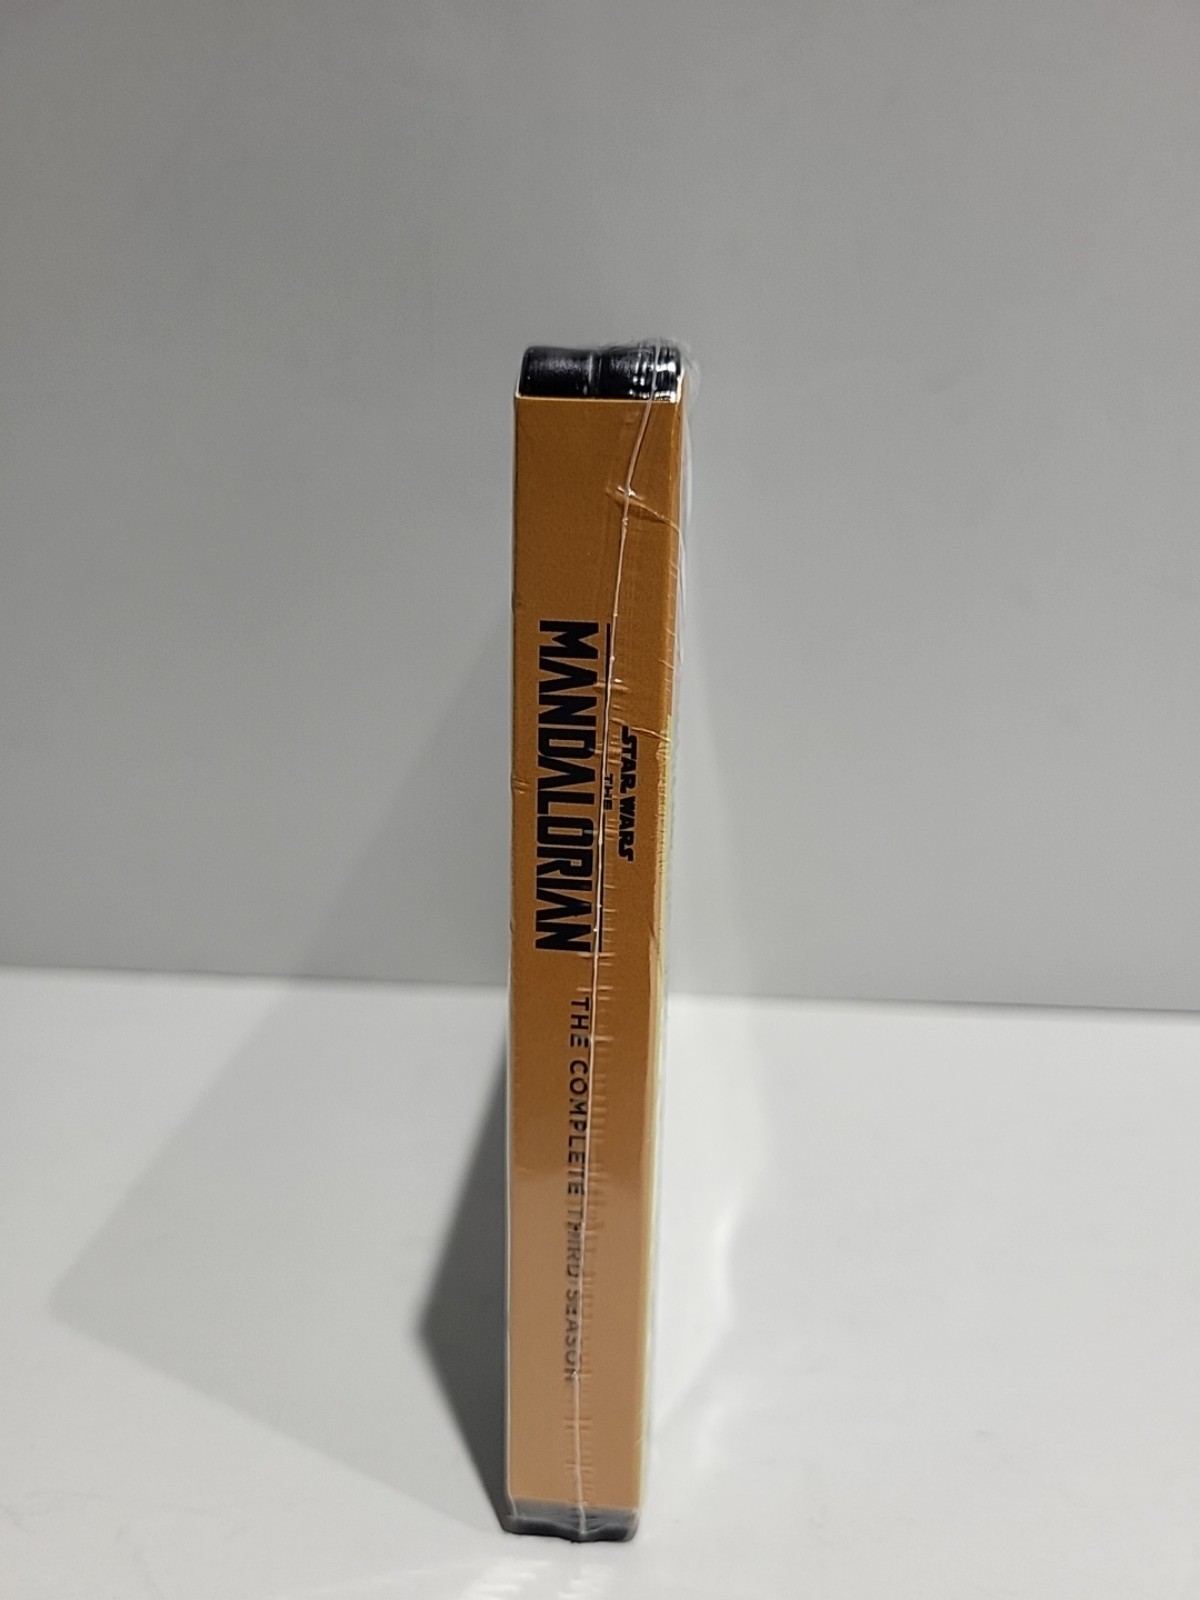 STAR WARS
THE
MANDALORIAN
THE COMPLETE THIRD SEASON